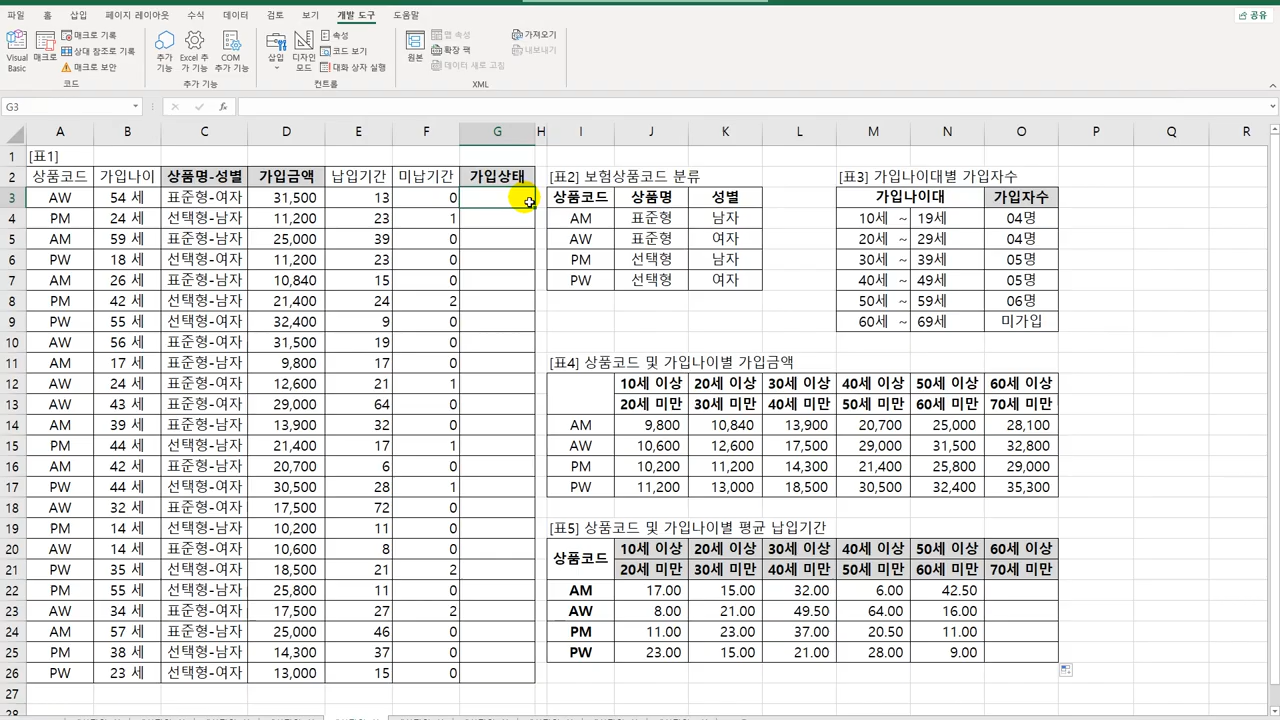 파일 홈 삽입 페이지 레이아웃 수식 데이터 검토 보기 개발 도구 도움말 공유
Visual Basic 매크로 매크로 기록 상대 참조로 기록 매크로 보안 코드
추가 기능 Excel 추가 기능 COM 추가 기능 추가 기능
삽입 디자인 모드 속성 코드 보기 대화 상자 실행 컨트롤
원본 맵 속성 확장 팩 데이터 새로 고침 가져오기 내보내기 XML
G3 fx
A B C D E F G H I J K L M N O P Q R
1 [표1]
2 상품코드 가입나이 상품명-성별 가입금액 납입기간 미납기간 가입상태 [표2] 보험상품코드 분류 [표3] 가입나이대별 가입자수
3 AW 54 세 표준형-여자 31,500 13 0 상품코드 상품명 성별 가입나이대 가입자수
4 PM 24 세 선택형-남자 11,200 23 1 AM 표준형 남자 10세 ~ 19세 04명
5 AM 59 세 표준형-남자 25,000 39 0 AW 표준형 여자 20세 ~ 29세 04명
6 PW 18 세 선택형-여자 11,200 23 0 PM 선택형 남자 30세 ~ 39세 05명
7 AM 26 세 표준형-남자 10,840 15 0 PW 선택형 여자 40세 ~ 49세 05명
8 PM 42 세 선택형-남자 21,400 24 2 50세 ~ 59세 06명
9 PW 55 세 선택형-여자 32,400 9 0 60세 ~ 69세 미가입
10 AW 56 세 표준형-여자 31,500 19 0
11 AM 17 세 표준형-남자 9,800 17 0 [표4] 상품코드 및 가입나이별 가입금액
12 AW 24 세 표준형-여자 12,600 21 1 10세 이상 20세 이상 30세 이상 40세 이상 50세 이상 60세 이상
13 AW 43 세 표준형-여자 29,000 64 0 20세 미만 30세 미만 40세 미만 50세 미만 60세 미만 70세 미만
14 AM 39 세 표준형-남자 13,900 32 0 AM 9,800 10,840 13,900 20,700 25,000 28,100
15 PM 44 세 선택형-남자 21,400 17 1 AW 10,600 12,600 17,500 29,000 31,500 32,800
16 AM 42 세 표준형-남자 20,700 6 0 PM 10,200 11,200 14,300 21,400 25,800 29,000
17 PW 44 세 선택형-여자 30,500 28 1 PW 11,200 13,000 18,500 30,500 32,400 35,300
18 AW 32 세 표준형-여자 17,500 72 0
19 PM 14 세 선택형-남자 10,200 11 0 [표5] 상품코드 및 가입나이별 평균 납입기간
20 AW 14 세 표준형-여자 10,600 8 0 상품코드 10세 이상 20세 이상 30세 이상 40세 이상 50세 이상 60세 이상
21 PW 35 세 선택형-여자 18,500 21 2 20세 미만 30세 미만 40세 미만 50세 미만 60세 미만 70세 미만
22 PM 55 세 선택형-남자 25,800 11 0 AM 17.00 15.00 32.00 6.00 42.50
23 AW 34 세 표준형-여자 17,500 27 2 AW 8.00 21.00 49.50 64.00 16.00
24 AM 57 세 표준형-남자 25,000 46 0 PM 11.00 23.00 37.00 20.50 11.00
25 PM 38 세 선택형-남자 14,300 37 0 PW 23.00 15.00 21.00 28.00 9.00
26 PW 23 세 선택형-여자 13,000 15 0
27
28